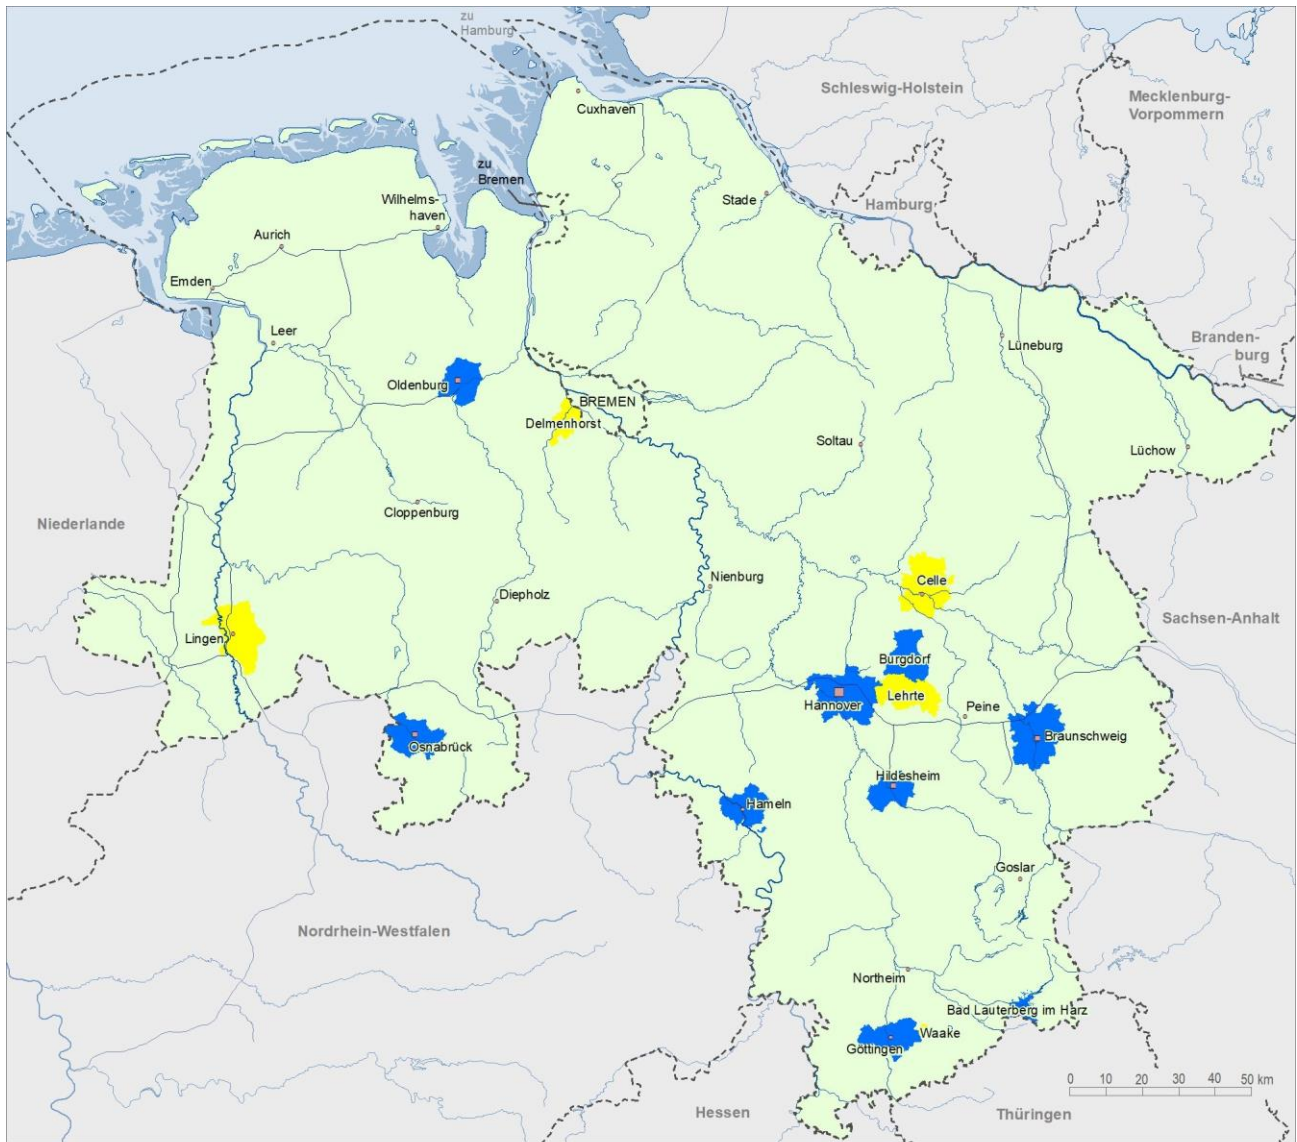 zu
Hamburg
Schleswig-Holstein
Mecklenburg-
Vorpommern
Cuxhaven
zu
Bremen
Wilhelms-
haven
Stade
Hamburg
Aurich
Emden
Leer
Lüneburg
Branden-
burg
Oldenburg
BREMEN
Delmenhorst
Soltau
Lüchow
Cloppenburg
Niederlande
Nienburg
Celle
Diepholz
Sachsen-Anhalt
Lingen
Burgdorf
Lehrte
Hannover
Peine
Braunschweig
Osnabrück
Hildesheim
Hameln
Goslar
Nordrhein-Westfalen
Northeim
Bad Lauterberg im Harz
Waake
Göttingen
0 10 20 30 40 50 km
Hessen
Thüringen